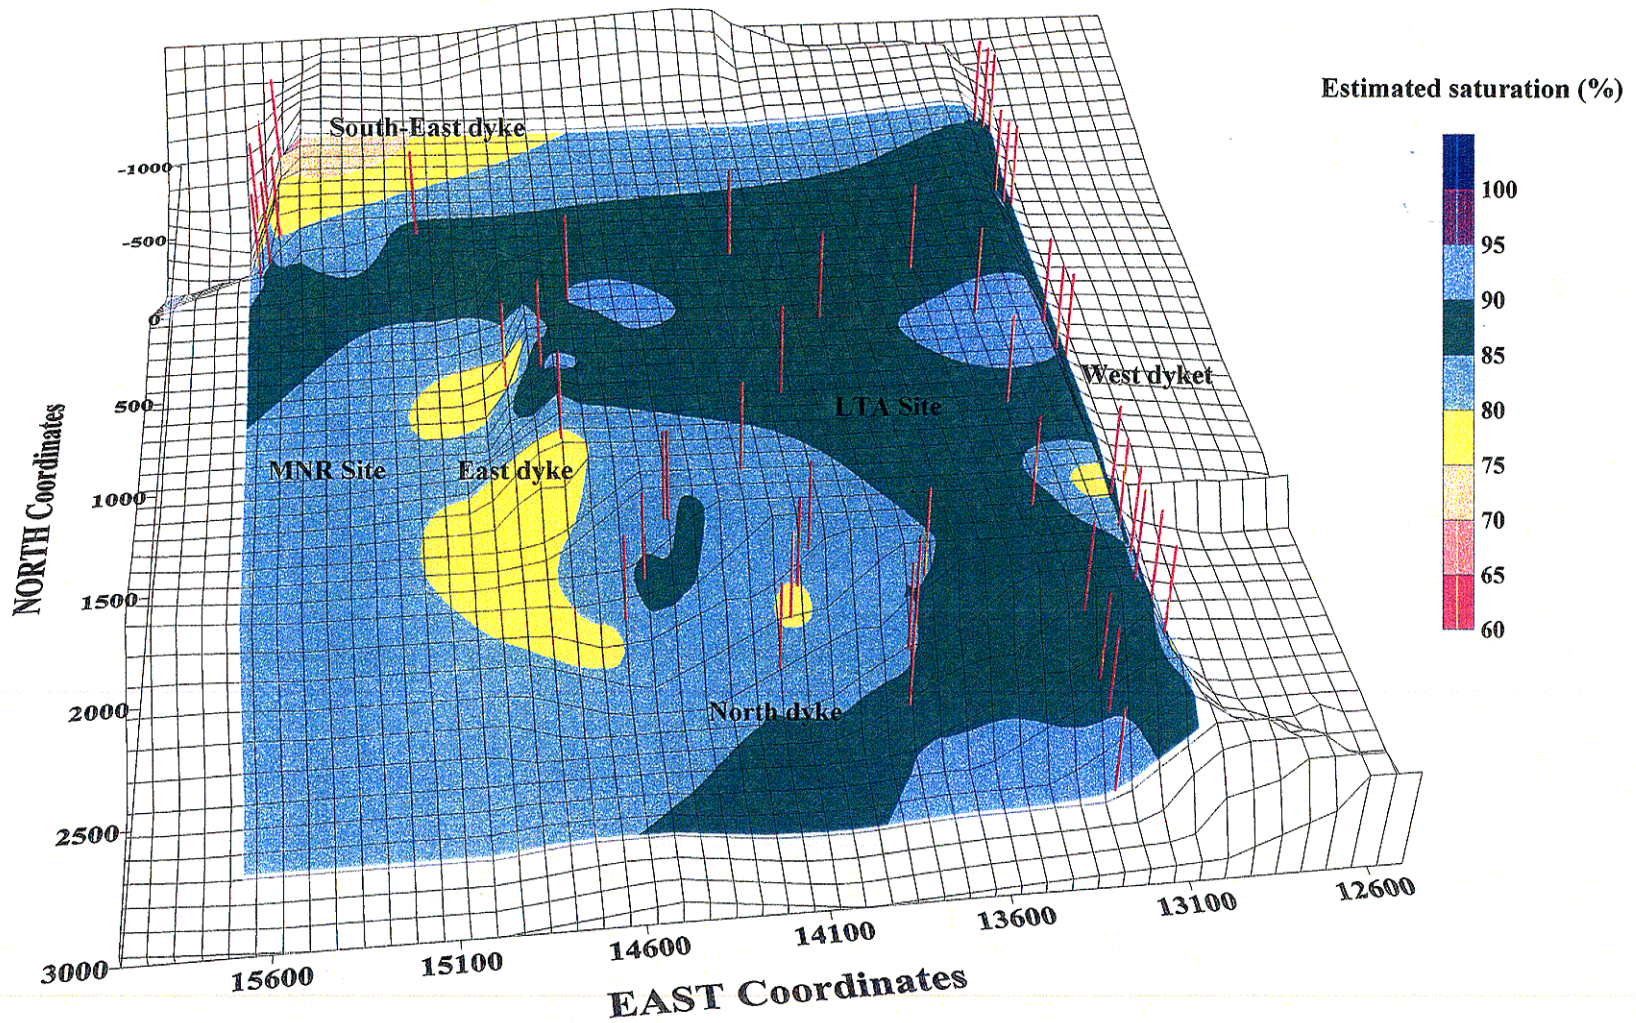 Estimated saturation (%)
South-East dyke
-1000
-500
0
500
1000
1500
2000
2500
3000
NORTH Coordinates
100
95
90
85
80
75
70
65
60
West dyket
LTA Site
MNR Site
East dyke
North dyke
15600
15100
14600
14100
13600
13100
12600
EAST Coordinates